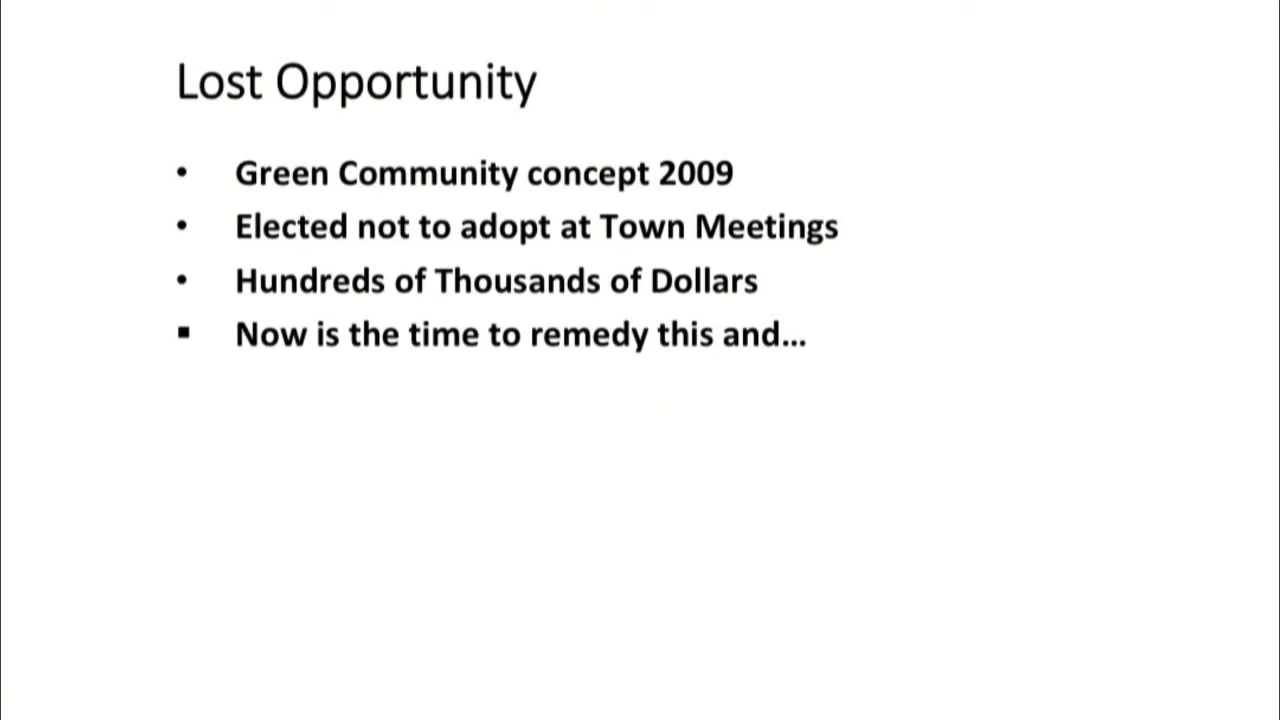 Lost Opportunity
• Green Community concept 2009
• Elected not to adopt at Town Meetings
• Hundreds of Thousands of Dollars
▪ Now is the time to remedy this and...